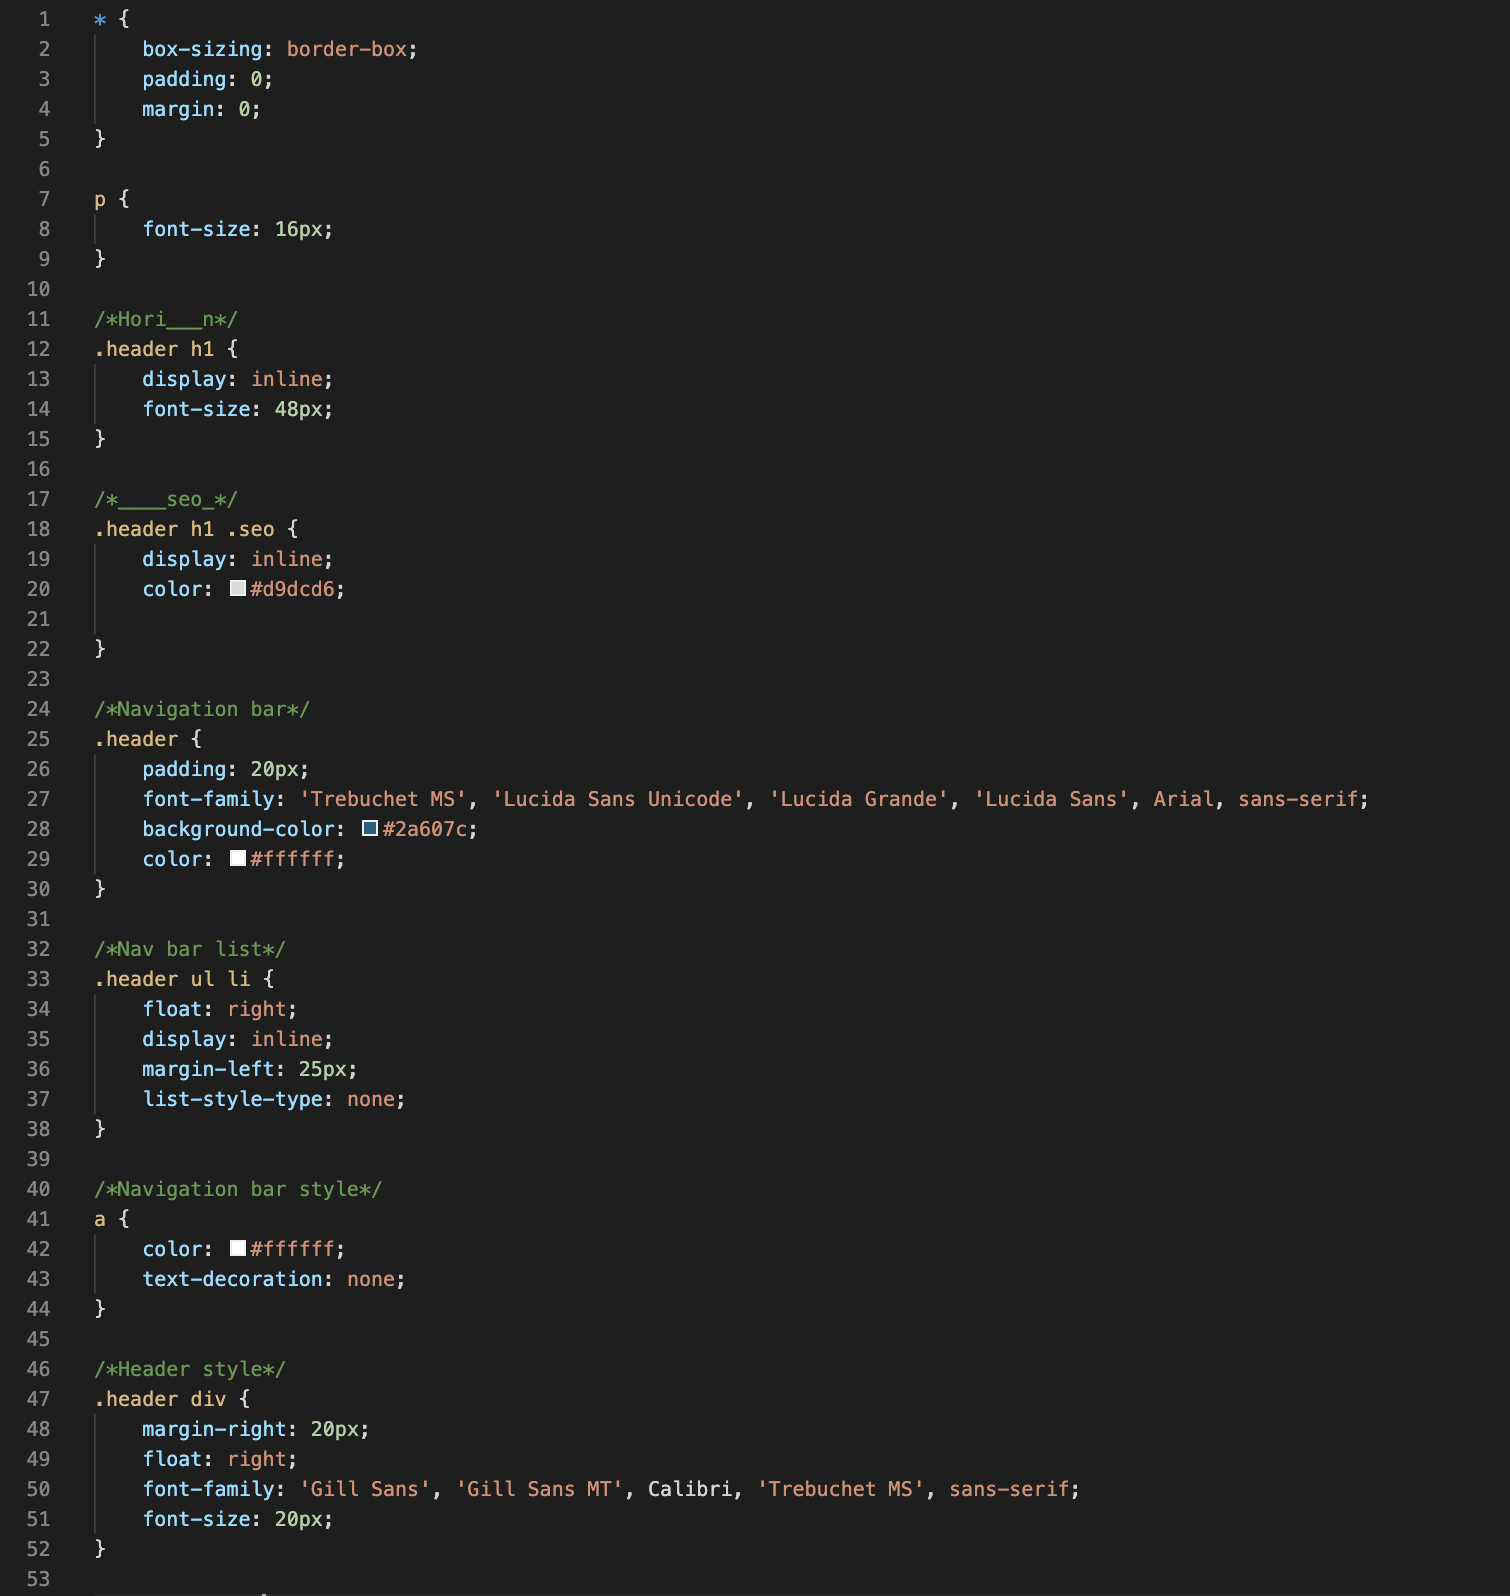 1 * {
2 box-sizing: border-box;
3 padding: 0;
4 margin: 0;
5 }
6
7 p {
8 font-size: 16px;
9 }
10
11 /*Hori___n*/
12 .header h1 {
13 display: inline;
14 font-size: 48px;
15 }
16
17 /*____seo_*/
18 .header h1 .seo {
19 display: inline;
20 color: #d9dcd6;
21
22 }
23
24 /*Navigation bar*/
25 .header {
26 padding: 20px;
27 font-family: 'Trebuchet MS', 'Lucida Sans Unicode', 'Lucida Grande', 'Lucida Sans', Arial, sans-serif;
28 background-color: #2a607c;
29 color: #ffffff;
30 }
31
32 /*Nav bar list*/
33 .header ul li {
34 float: right;
35 display: inline;
36 margin-left: 25px;
37 list-style-type: none;
38 }
39
40 /*Navigation bar style*/
41 a {
42 color: #ffffff;
43 text-decoration: none;
44 }
45
46 /*Header style*/
47 .header div {
48 margin-right: 20px;
49 float: right;
50 font-family: 'Gill Sans', 'Gill Sans MT', Calibri, 'Trebuchet MS', sans-serif;
51 font-size: 20px;
52 }
53